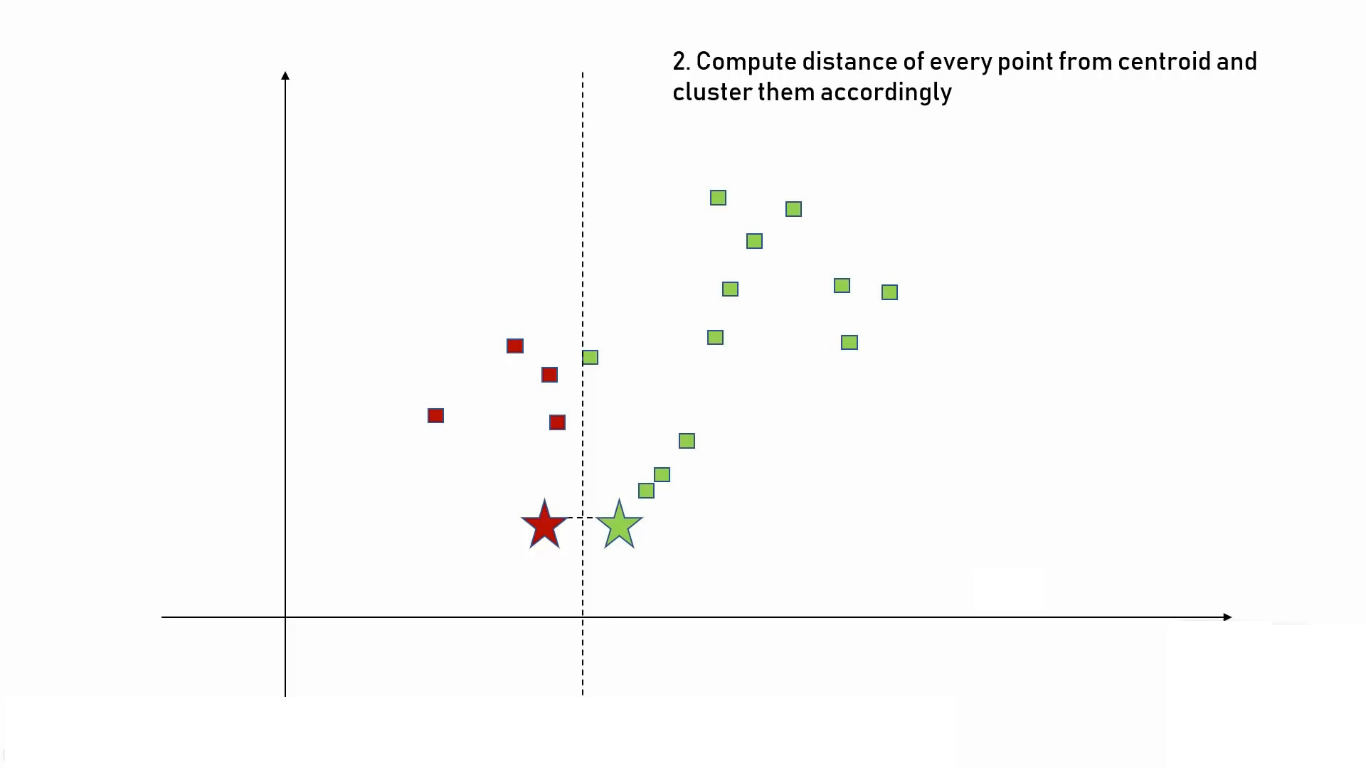 2. Compute distance of every point from centroid and
cluster them accordingly